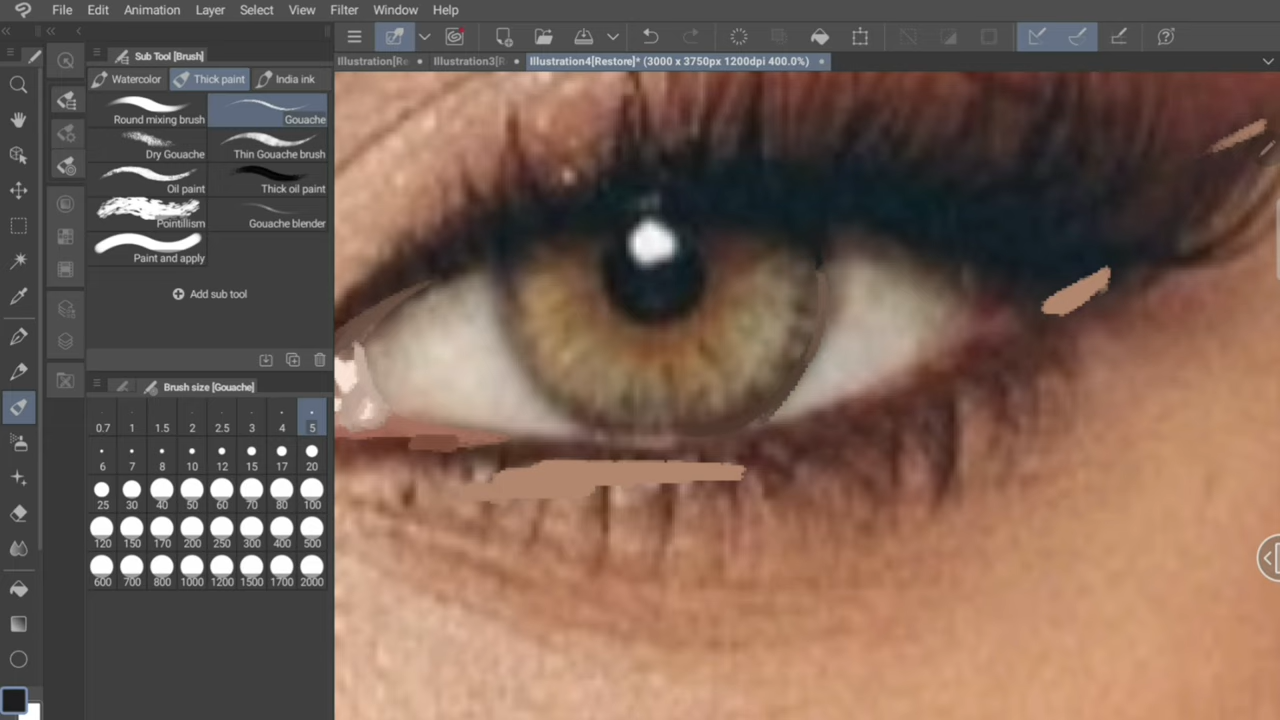 File Edit Animation Layer Select View Filter Window Help
Sub Tool [Brush]
Illustration[Re Illustration3[R Illustration4[Restore]* (3000 x 3750px 1200dpi 400.0%)
Watercolor Thick paint India ink
Round mixing brush Gouache
Dry Gouache Thin Gouache brush
Oil paint Thick oil paint
Pointillism Gouache blender
Paint and apply
Add sub tool
Brush size [Gouache]
0.7 1 1.5 2 2.5 3 4 5
6 7 8 10 12 15 17 20
25 30 40 50 60 70 80 100
120 150 170 200 250 300 400 500
600 700 800 1000 1200 1500 1700 2000